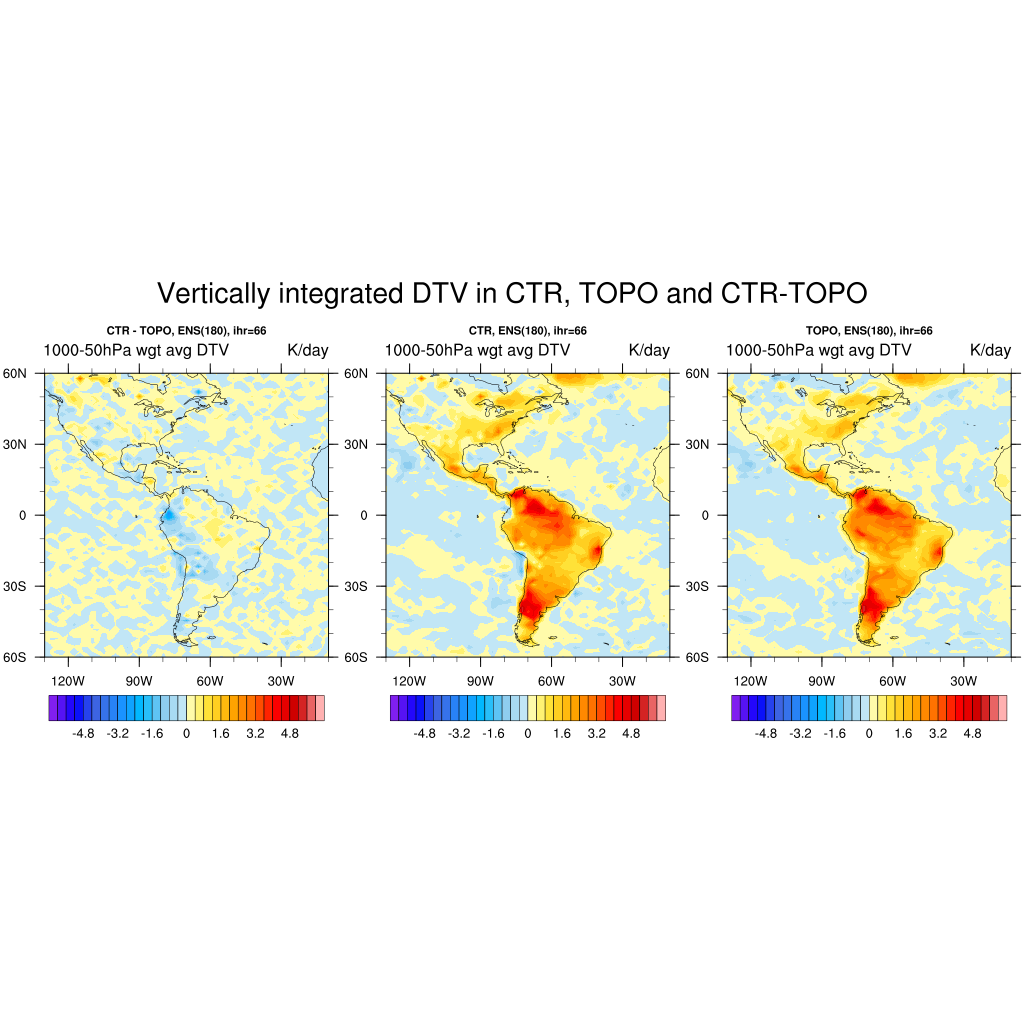 Vertically integrated DTV in CTR, TOPO and CTR-TOPO
CTR - TOPO, ENS(180), ihr=66
1000-50hPa wgt avg DTV K/day
60N
30N
0
30S
60S
120W 90W 60W 30W
-4.8 -3.2 -1.6 0 1.6 3.2 4.8
CTR, ENS(180), ihr=66
1000-50hPa wgt avg DTV K/day
60N
30N
0
30S
60S
120W 90W 60W 30W
-4.8 -3.2 -1.6 0 1.6 3.2 4.8
TOPO, ENS(180), ihr=66
1000-50hPa wgt avg DTV K/day
60N
30N
0
30S
60S
120W 90W 60W 30W
-4.8 -3.2 -1.6 0 1.6 3.2 4.8